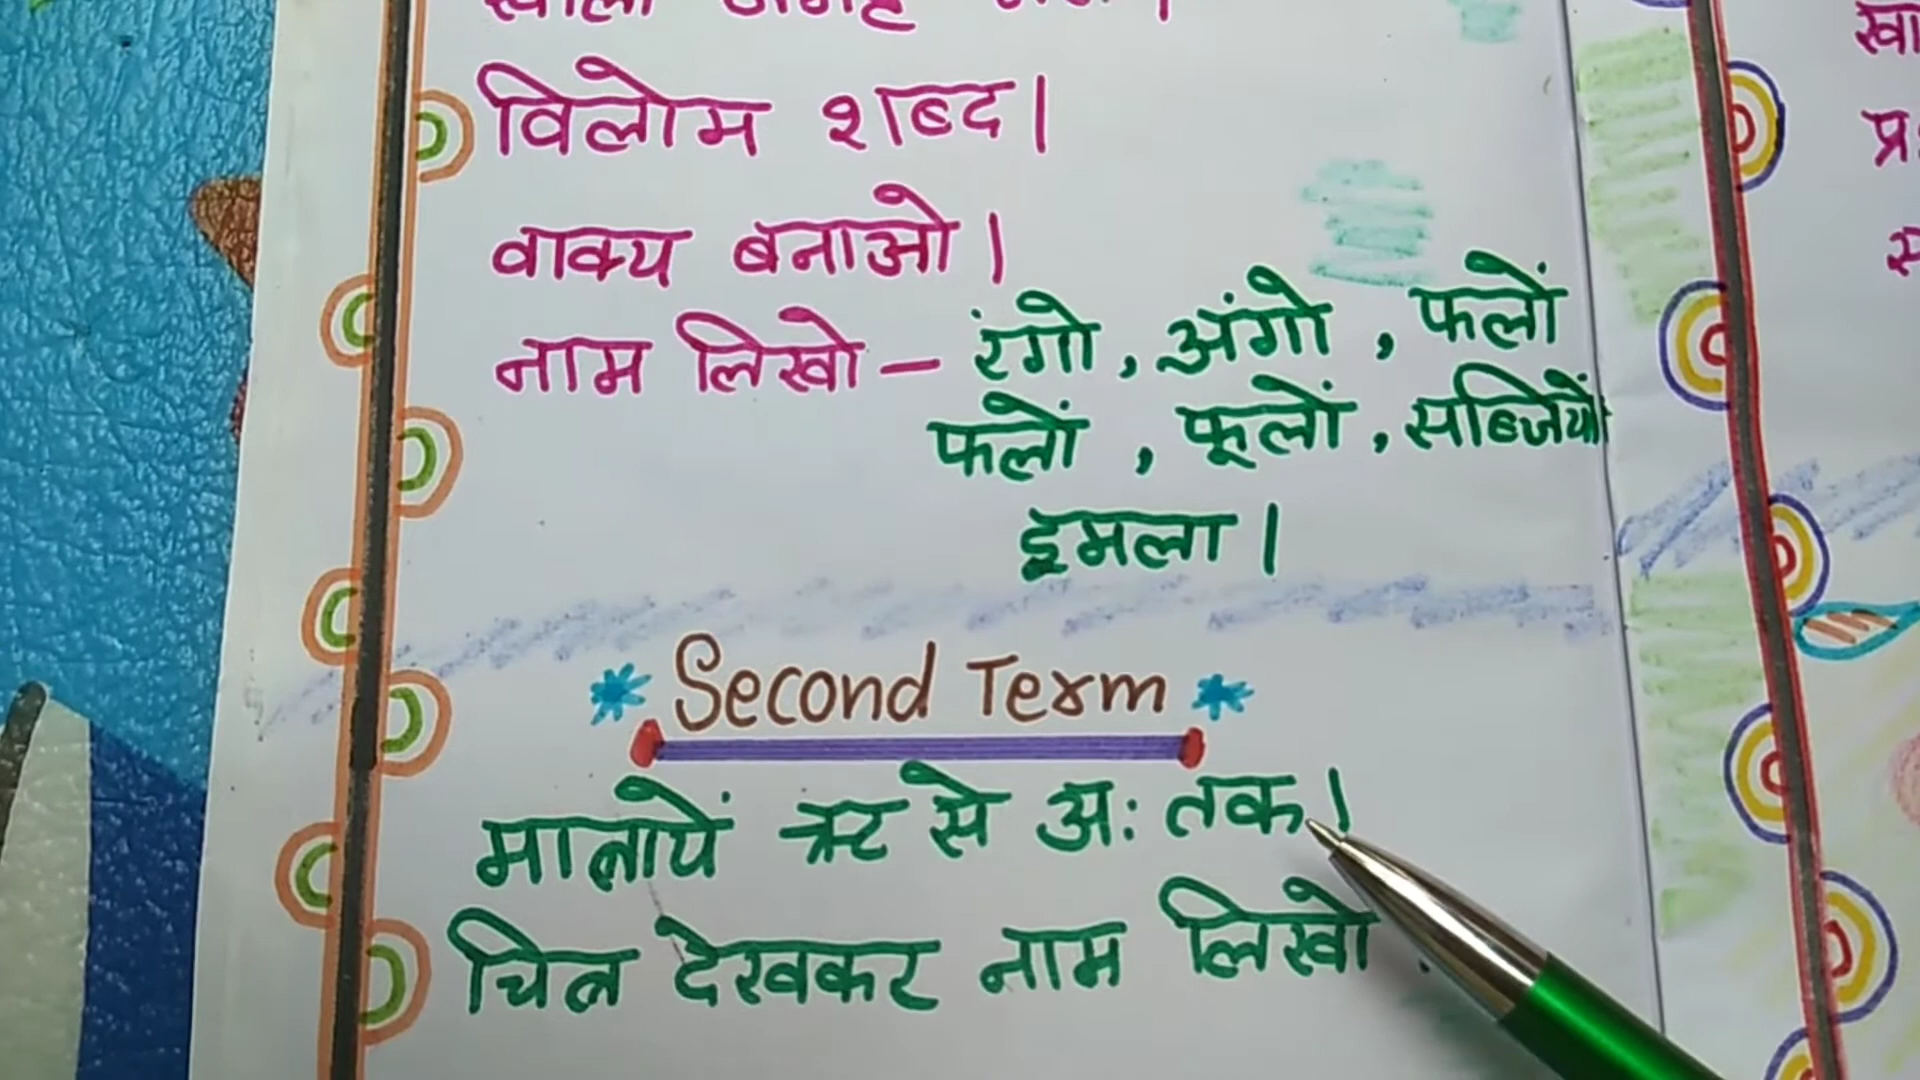 विलोम शब्द।
वाक्य बनाओ।
नाम लिखो - रंगो, अंगो, फलों
फलों, फूलों, सब्जियों
इमला।
Second Term
मात्रायें ऋ से अः तक।
चित्र देखकर नाम लिखो